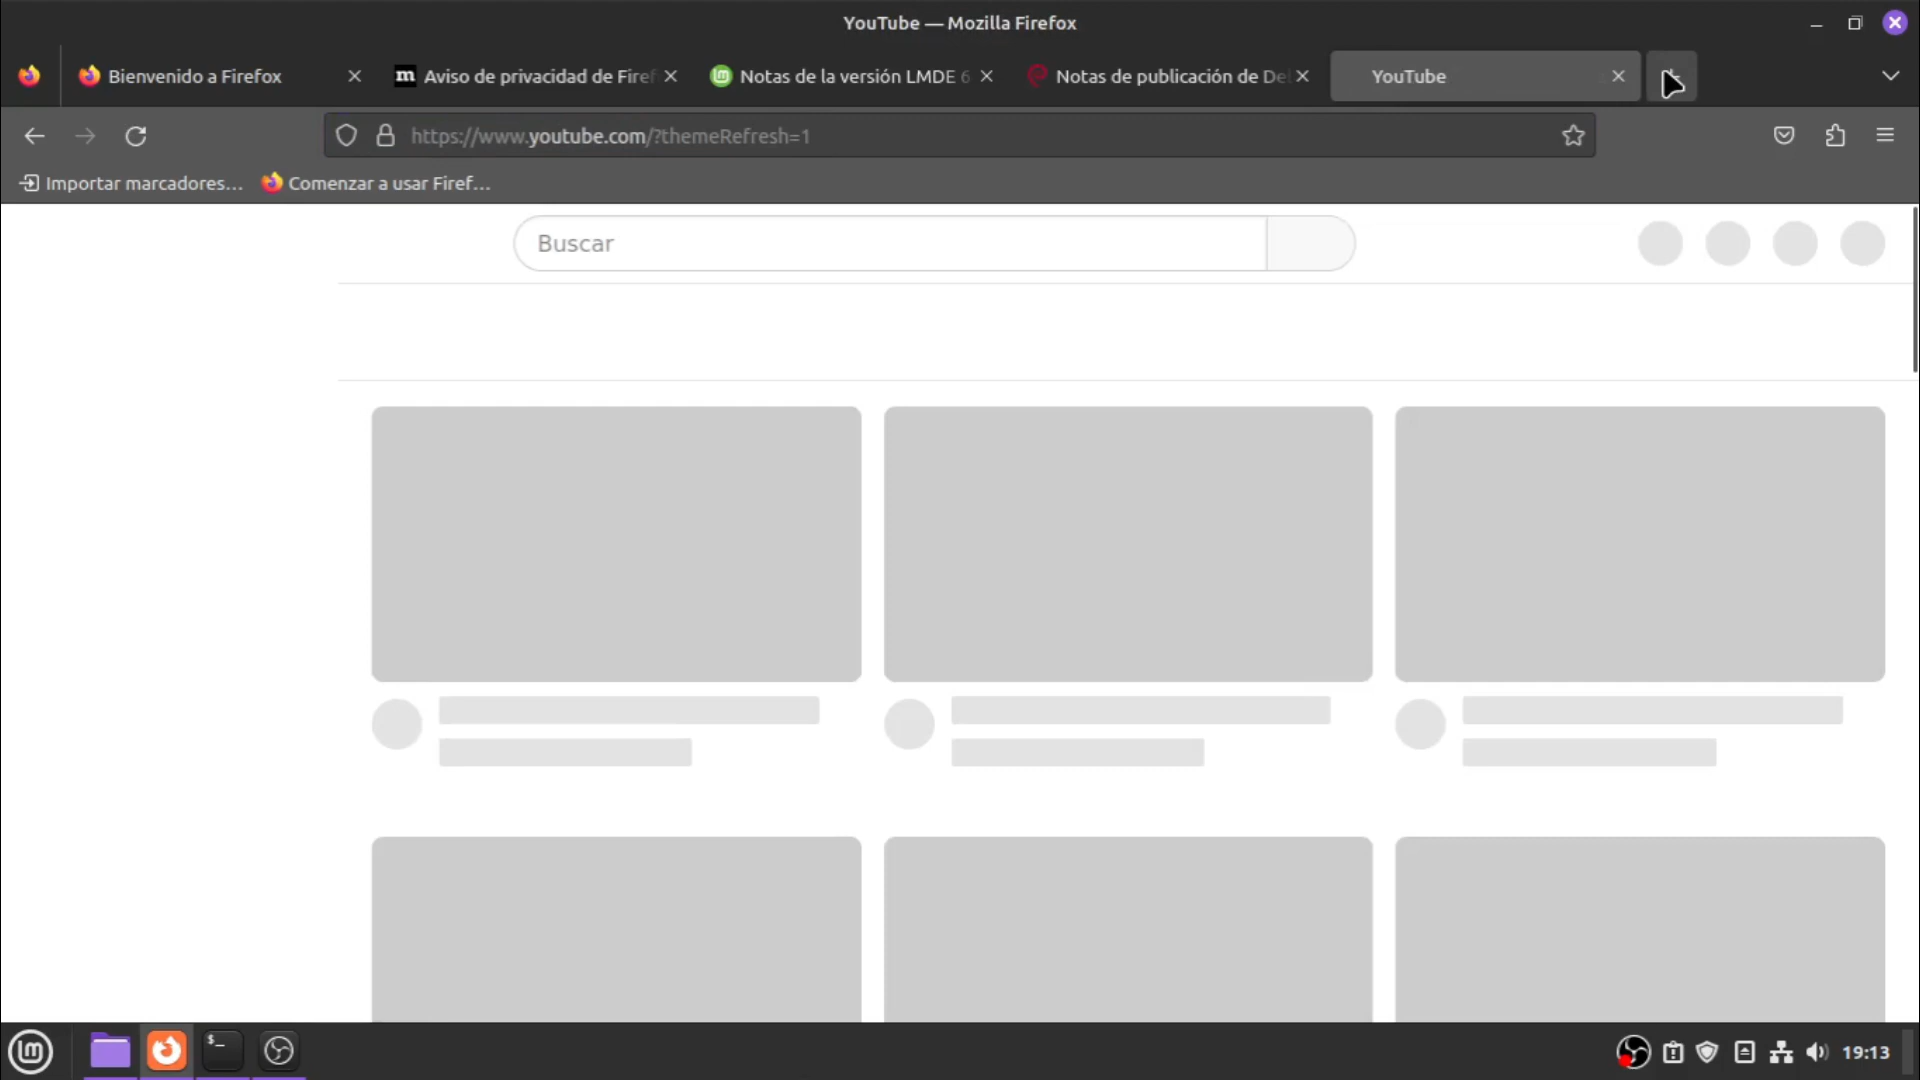 YouTube — Mozilla Firefox
Bienvenido a Firefox
Aviso de privacidad de Firef
Notas de la versión LMDE 6
Notas de publicación de De
YouTube
https://www.youtube.com/?themeRefresh=1
Importar marcadores...
Comenzar a usar Firef...
Buscar
19:13